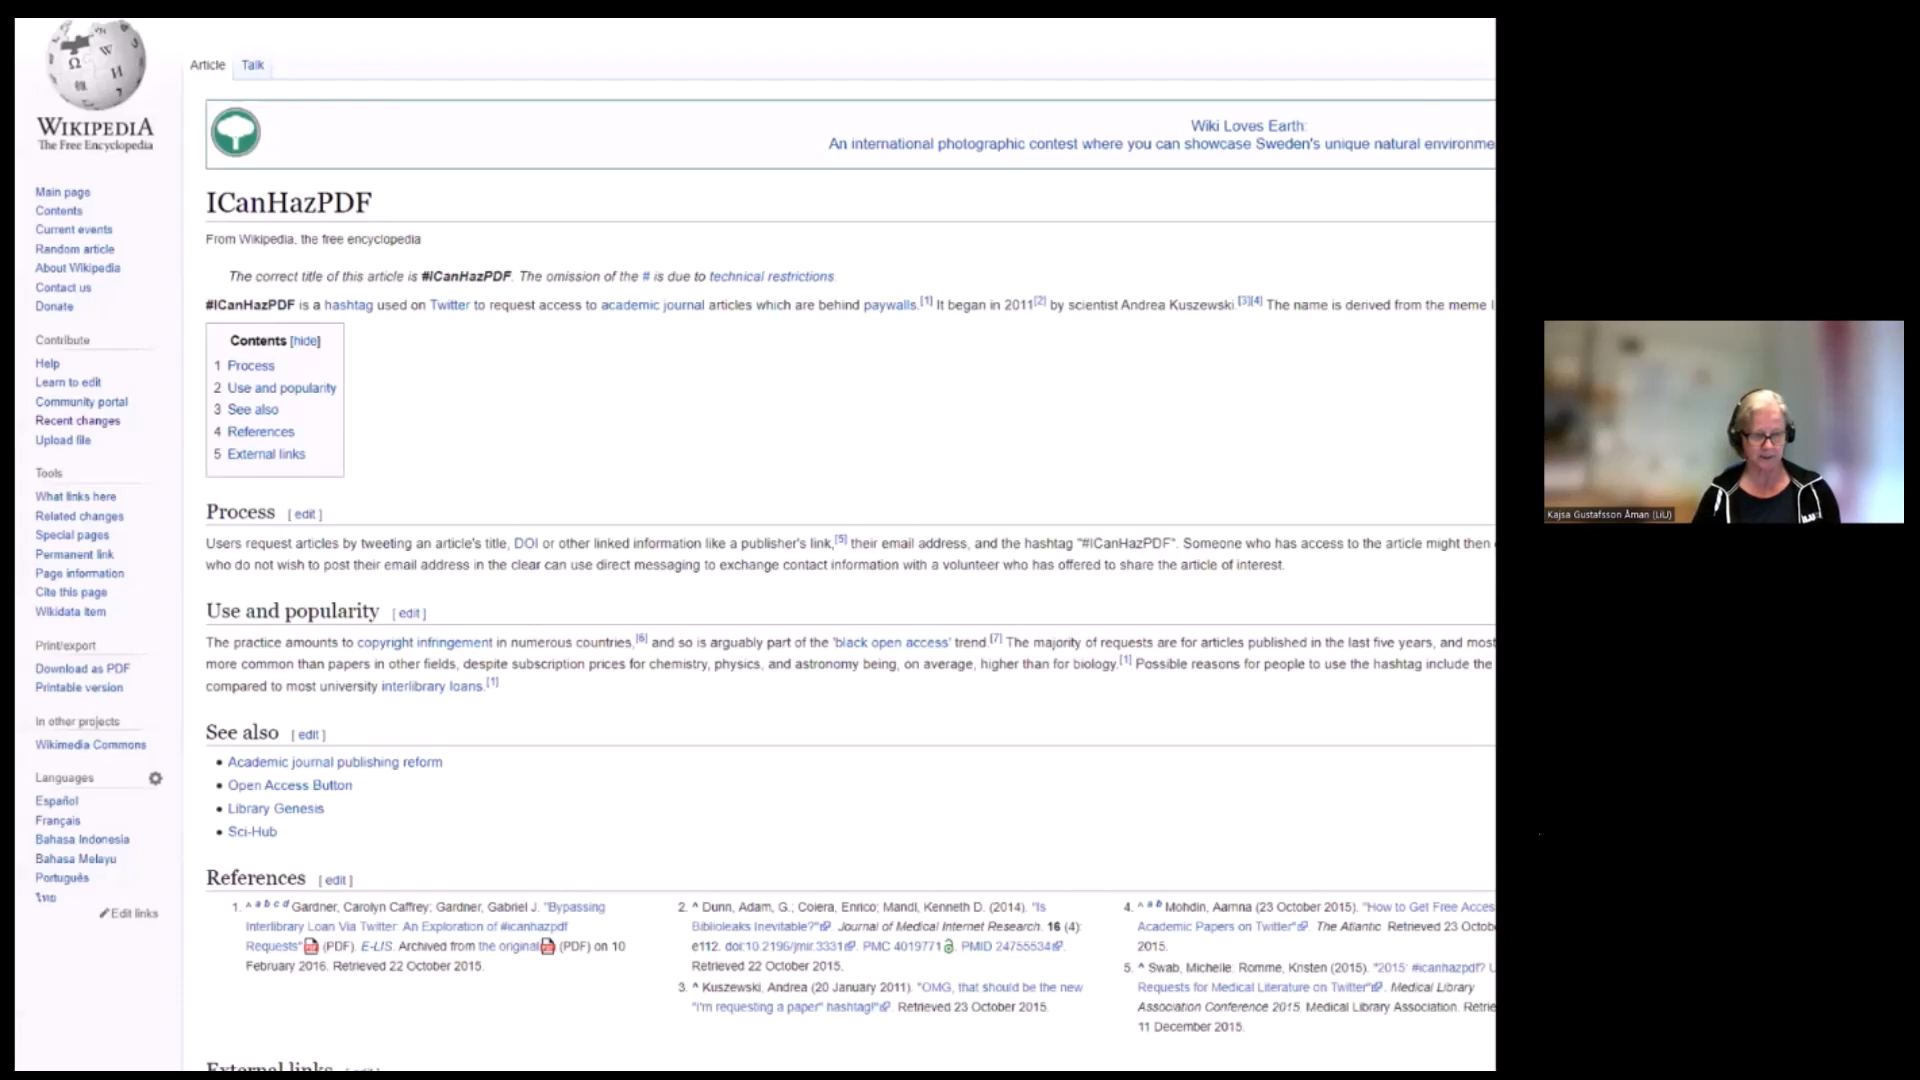 WIKIPEDIA
The Free Encyclopedia
Main page
Contents
Current events
Random article
About Wikipedia
Contact us
Donate
Contribute
Help
Learn to edit
Community portal
Recent changes
Upload file
Tools
What links here
Related changes
Special pages
Permanent link
Page information
Cite this page
Wikidata item
Print/export
Download as PDF
Printable version
In other projects
Wikimedia Commons
Languages
Español
Français
Bahasa Indonesia
Bahasa Melayu
Português
ไทย
Edit links
Article Talk
Wiki Loves Earth:
An international photographic contest where you can showcase Sweden's unique natural environme
ICanHazPDF
From Wikipedia, the free encyclopedia
The correct title of this article is #ICanHazPDF. The omission of the # is due to technical restrictions.
#ICanHazPDF is a hashtag used on Twitter to request access to academic journal articles which are behind paywalls.[1] It began in 2011[2] by scientist Andrea Kuszewski.[3][4] The name is derived from the meme I
Contents [hide]
1 Process
2 Use and popularity
3 See also
4 References
5 External links
Process [ edit ]
Users request articles by tweeting an article's title, DOI or other linked information like a publisher's link,[5] their email address, and the hashtag "#ICanHazPDF". Someone who has access to the article might then
who do not wish to post their email address in the clear can use direct messaging to exchange contact information with a volunteer who has offered to share the article of interest.
Use and popularity [ edit ]
The practice amounts to copyright infringement in numerous countries,[6] and so is arguably part of the 'black open access' trend.[7] The majority of requests are for articles published in the last five years, and most
more common than papers in other fields, despite subscription prices for chemistry, physics, and astronomy being, on average, higher than for biology.[1] Possible reasons for people to use the hashtag include the
compared to most university interlibrary loans.[1]
See also [ edit ]
• Academic journal publishing reform
• Open Access Button
• Library Genesis
• Sci-Hub
References [ edit ]
1. ^ a b c d Gardner, Carolyn Caffrey; Gardner, Gabriel J. "Bypassing
Interlibrary Loan Via Twitter: An Exploration of #icanhazpdf
Requests" (PDF). E-LIS. Archived from the original (PDF) on 10
February 2016. Retrieved 22 October 2015.
2. ^ Dunn, Adam, G.; Coiera, Enrico; Mandl, Kenneth D. (2014). "Is
Biblioleaks Inevitable?". Journal of Medical Internet Research. 16 (4):
e112. doi:10.2196/jmir.3331. PMC 4019771. PMID 24755534.
Retrieved 22 October 2015.
3. ^ Kuszewski, Andrea (20 January 2011). "OMG, that should be the new
"I'm requesting a paper" hashtag!". Retrieved 23 October 2015.
4. ^ a b Mohdin, Aamna (23 October 2015). "How to Get Free Acces
Academic Papers on Twitter". The Atlantic. Retrieved 23 Octob
2015.
5. ^ Swab, Michelle; Romme, Kristen (2015). "2015: #icanhazpdf? U
Requests for Medical Literature on Twitter". Medical Library
Association Conference 2015. Medical Library Association. Retrie
11 December 2015.
External links [ edit ]
Kajsa Gustafsson Åman (LiU)